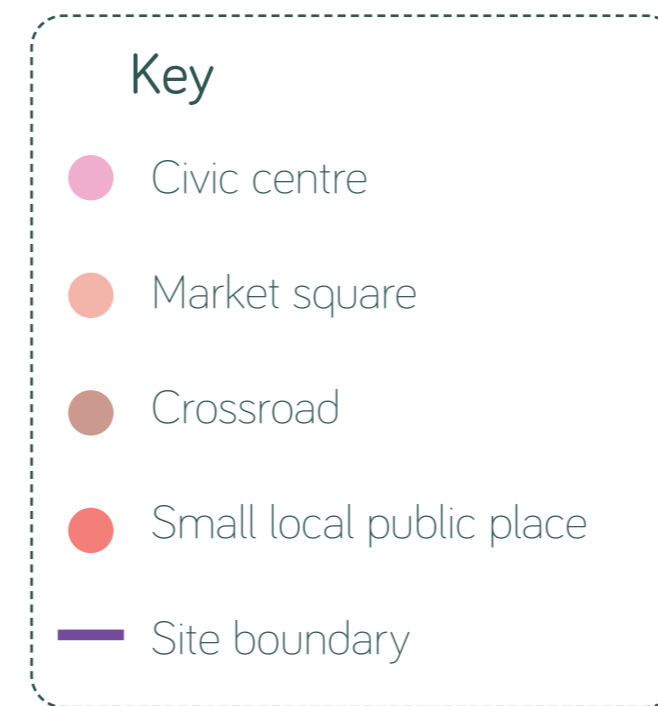 Key
Civic centre
Market square
Crossroad
Small local public place
Site boundary